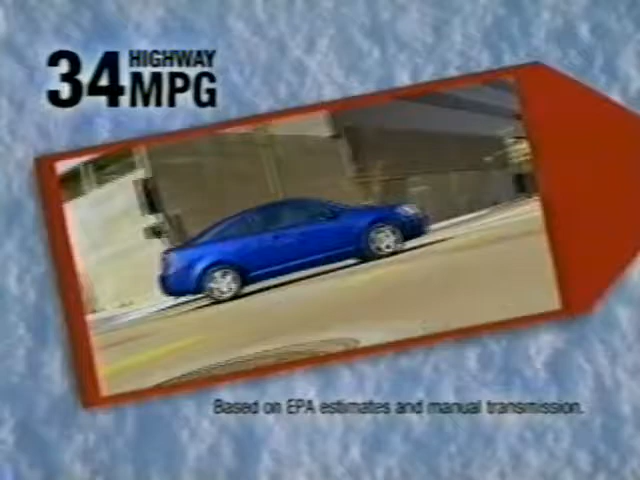 34 HIGHWAY
MPG
Based on EPA estimates and manual transmission.